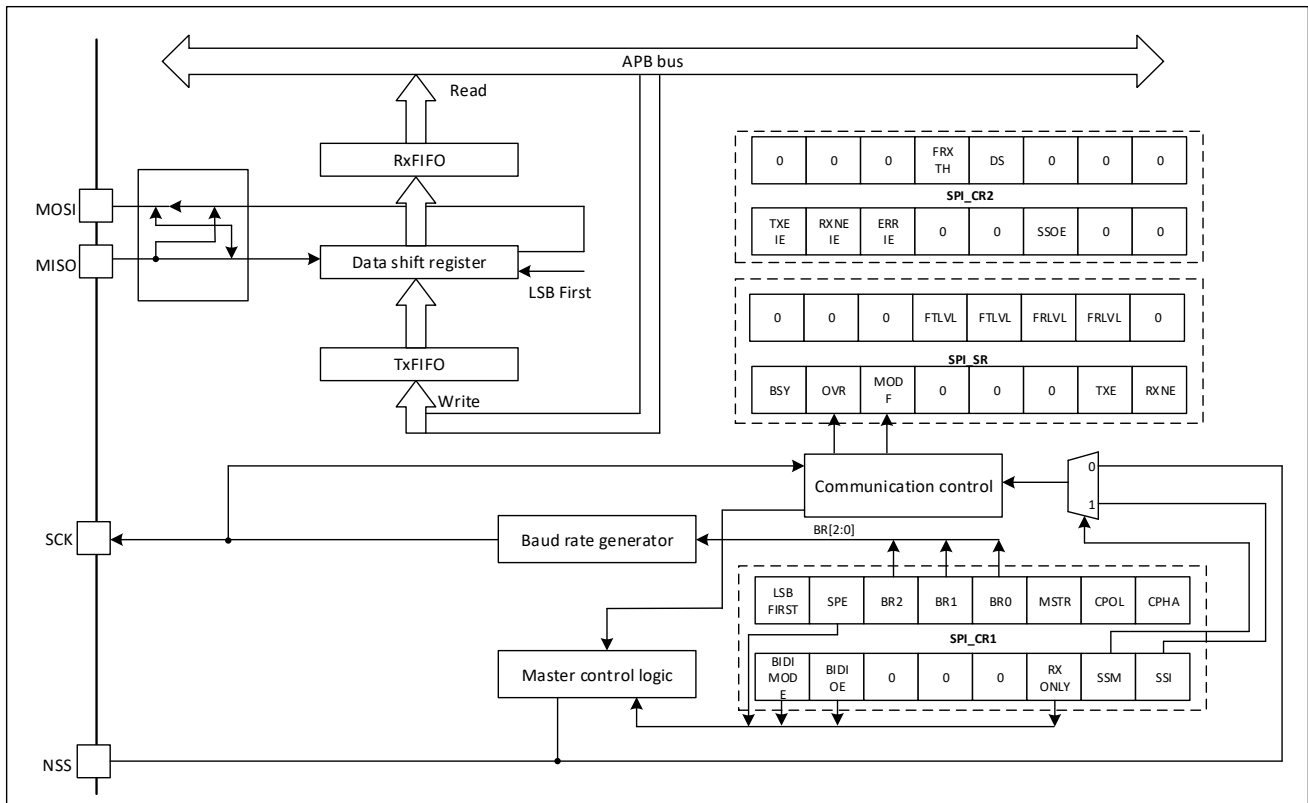 APB bus
Read
RxFIFO
MOSI
MISO
Data shift register
LSB First
TxFIFO
Write
0 0 0 FRX TH DS 0 0 0
SPI_CR2
TXE IE RXNE IE ERR IE 0 0 SSOE 0 0
0 0 0 FTLVL FTLVL FRLVL FRLVL 0
SPI_SR
BSY OVR MOD F 0 0 0 TXE RXNE
Communication control
0
1
SCK
Baud rate generator
BR[2:0]
LSB FIRST SPE BR2 BR1 BR0 MSTR CPOL CPHA
SPI_CR1
Master control logic
BIDI MOD E BIDI OE 0 0 0 RX ONLY SSM SSI
NSS